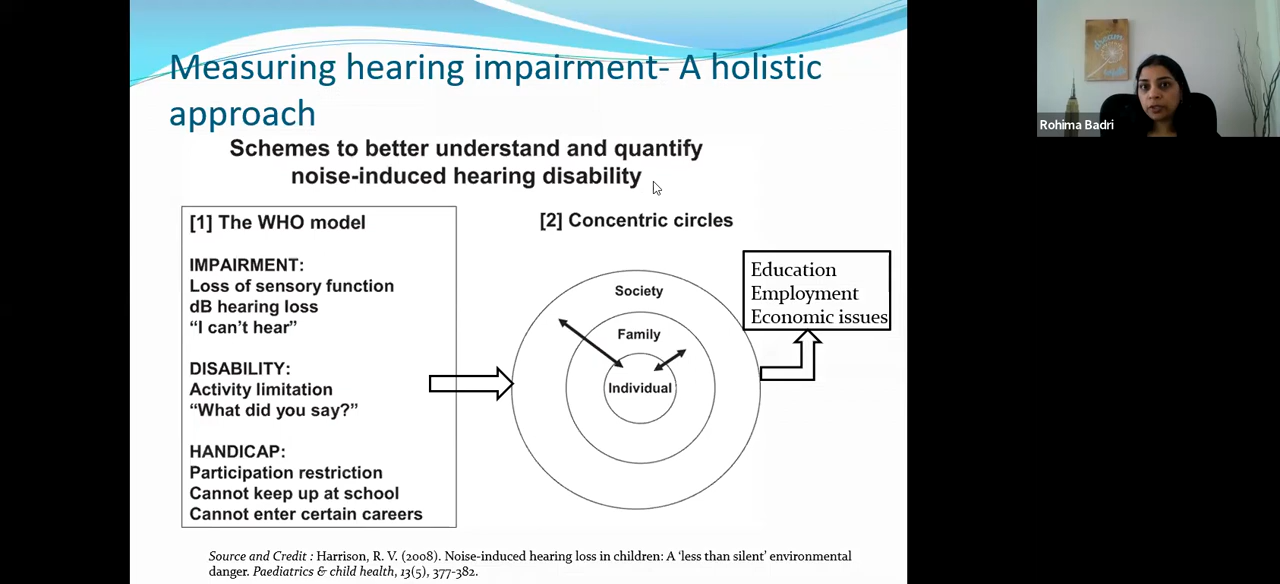 Measuring hearing impairment- A holistic
approach
Schemes to better understand and quantify
noise-induced hearing disability
[1] The WHO model
IMPAIRMENT:
Loss of sensory function
dB hearing loss
“I can’t hear”
DISABILITY:
Activity limitation
“What did you say?”
HANDICAP:
Participation restriction
Cannot keep up at school
Cannot enter certain careers
[2] Concentric circles
Society
Family
Individual
Education
Employment
Economic issues
Source and Credit : Harrison, R. V. (2008). Noise-induced hearing loss in children: A ‘less than silent’ environmental
danger. Paediatrics & child health, 13(5), 377-382.
dream
Rohima Badri